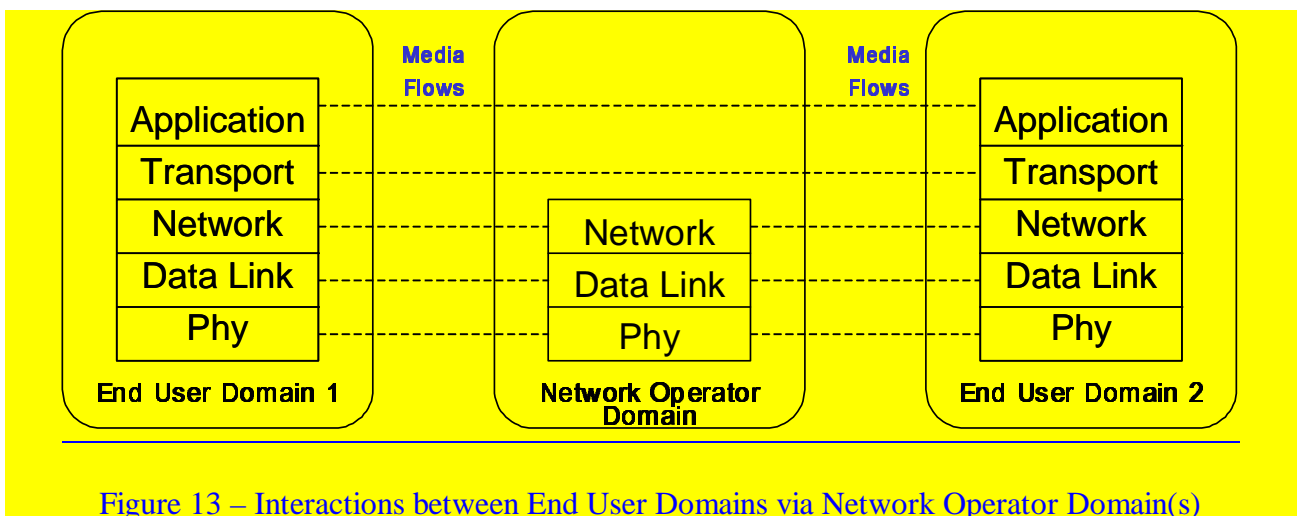 Media
Flows
Media
Flows
Application
Transport
Network
Data Link
Phy
End User Domain 1
Network
Data Link
Phy
Network Operator
Domain
Application
Transport
Network
Data Link
Phy
End User Domain 2
Figure 13 – Interactions between End User Domains via Network Operator Domain(s)